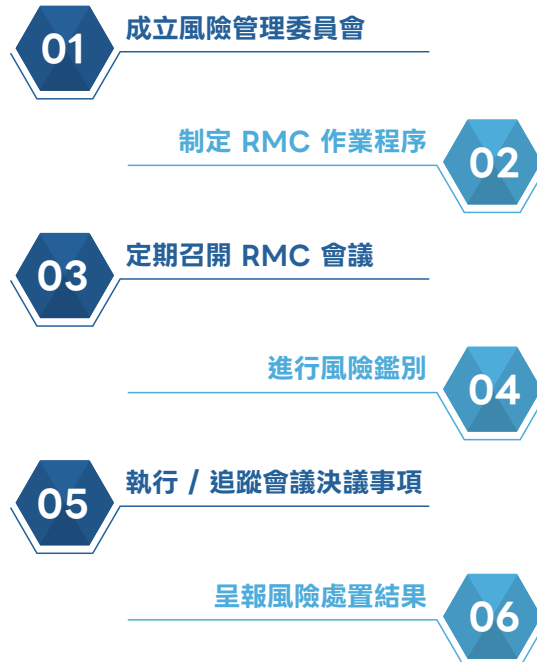 01
成立風險管理委員會
制定 RMC 作業程序
02
03
定期召開 RMC 會議
進行風險鑑別
04
05
執行 / 追蹤會議決議事項
呈報風險處置結果
06